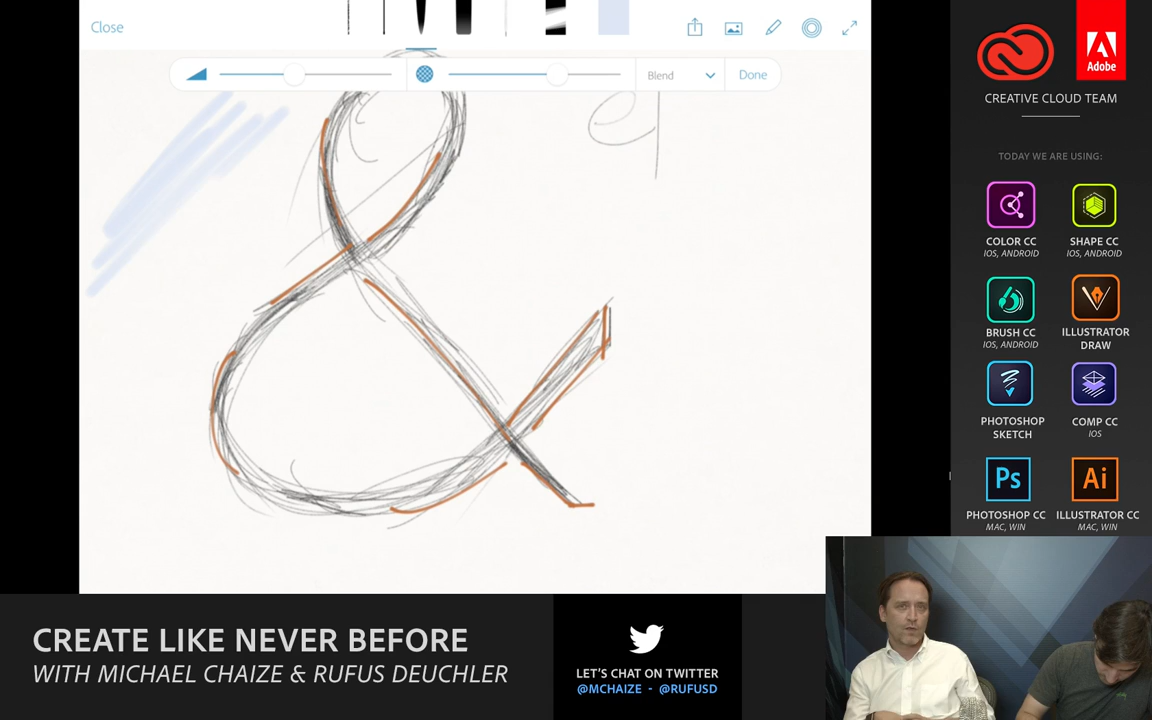 Close
Blend
Done
&
Adobe
CREATIVE CLOUD TEAM
TODAY WE ARE USING:
COLOR CC
IOS, ANDROID
SHAPE CC
IOS, ANDROID
BRUSH CC
IOS, ANDROID
ILLUSTRATOR
DRAW
PHOTOSHOP
SKETCH
COMP CC
IOS
Ps
PHOTOSHOP CC
MAC, WIN
Ai
ILLUSTRATOR CC
MAC, WIN
CREATE LIKE NEVER BEFORE
WITH MICHAEL CHAIZE & RUFUS DEUCHLER
LET'S CHAT ON TWITTER
@MCHAIZE - @RUFUSD